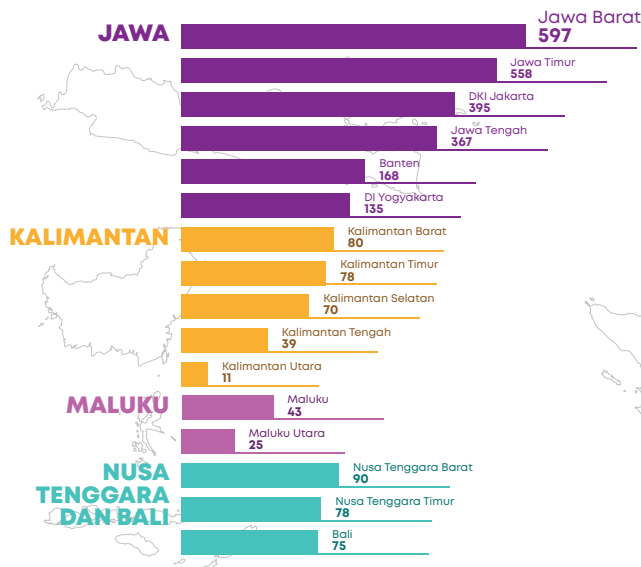 JAWA
Jawa Barat
597
Jawa Timur
558
DKI Jakarta
395
Jawa Tengah
367
Banten
168
DI Yogyakarta
135
KALIMANTAN
Kalimantan Barat
80
Kalimantan Timur
78
Kalimantan Selatan
70
Kalimantan Tengah
39
Kalimantan Utara
11
MALUKU
Maluku
43
Maluku Utara
25
NUSA
TENGGARA
DAN BALI
Nusa Tenggara Barat
90
Nusa Tenggara Timur
78
Bali
75